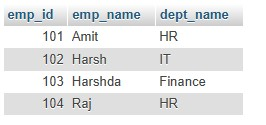 emp_id emp_name dept_name
101 Amit HR
102 Harsh IT
103 Harshda Finance
104 Raj HR